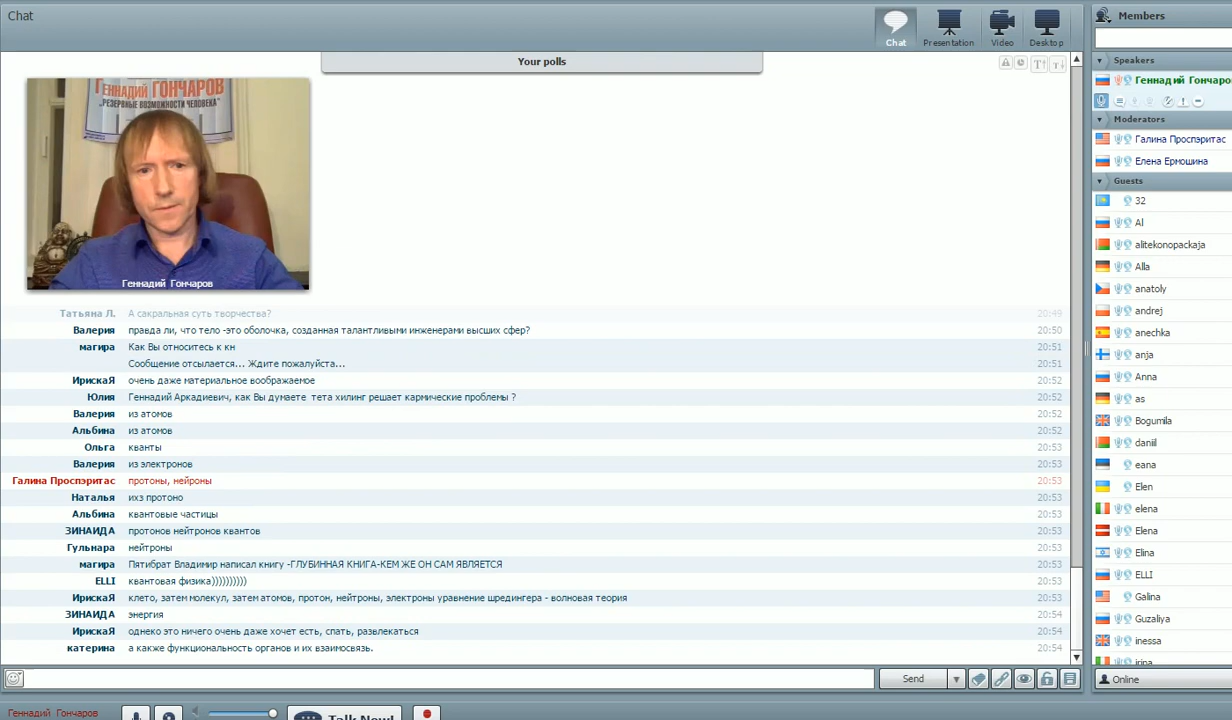 Chat
Chat
Presentation
Video
Desktop
Your polls
ГЕННАДИЙ ГОНЧАРОВ
"РЕЗЕРВНЫЕ ВОЗМОЖНОСТИ ЧЕЛОВЕКА"
Геннадий Гончаров
Татьяна Л. А сакральная суть творчества? 20:49
Валерия правда ли, что тело -это оболочка, созданная талантливыми инженерами высших сфер? 20:50
магира Как Вы относитесь к кн 20:51
Сообщение отсылается... Ждите пожалуйста... 20:51
ИрискаЯ очень даже материальное воображаемое 20:52
Юлия Геннадий Аркадиевич, как Вы думаете тета хилинг решает кармические проблемы ? 20:52
Валерия из атомов 20:52
Альбина из атомов 20:52
Ольга кванты 20:53
Валерия из электронов 20:53
Галина Проспэритас протоны, нейроны 20:53
Наталья ихз протоно 20:53
Альбина квантовые частицы 20:53
ЗИНАИДА протонов нейтронов квантов 20:53
Гульнара нейтроны 20:53
магира Пятибрат Владимир написал книгу -ГЛУБИННАЯ КНИГА-КЕМ ЖЕ ОН САМ ЯВЛЯЕТСЯ 20:53
ELLI квантовая физика)))))))))) 20:53
ИрискаЯ клето, затем молекул, затем атомов, протон, нейтроны, электроны уравнение шредингера - волновая теория 20:53
ЗИНАИДА энергия 20:54
ИрискаЯ однеко это ничего очень даже хочет есть, спать, развлекаться 20:54
катерина а какже функциональность органов и их взаимосвязь. 20:54
Send
Геннадий Гончаров
Talk Now!
Members
Speakers
Геннадий Гончаро
Moderators
Галина Проспэритас
Елена Ермошина
Guests
32
Al
alitekonopackaja
Alla
anatoly
andrej
anechka
anja
Anna
as
Bogumila
daniil
eana
Elen
elena
Elena
Elina
ELLI
Galina
Guzaliya
inessa
irina
Online